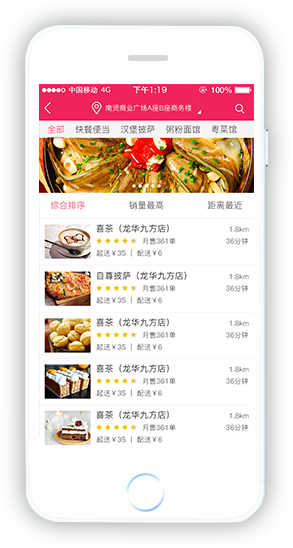 中国移动 4G 下午1:19 100%
南贤商业广场A座B座商务楼
全部 快餐便当 汉堡披萨 粥粉面馆 粤菜馆
综合排序 销量最高 距离最近
喜茶（龙华九方店） 1.8km
月售361单 36分钟
起送￥35 | 配送￥6
自尊披萨（龙华九方店） 1.8km
月售361单 36分钟
起送￥35 | 配送￥6
喜茶（龙华九方店） 1.8km
月售361单 36分钟
起送￥35 | 配送￥6
喜茶（龙华九方店） 1.8km
月售361单 36分钟
起送￥35 | 配送￥6
喜茶（龙华九方店） 1.8km
月售361单 36分钟
起送￥35 | 配送￥6